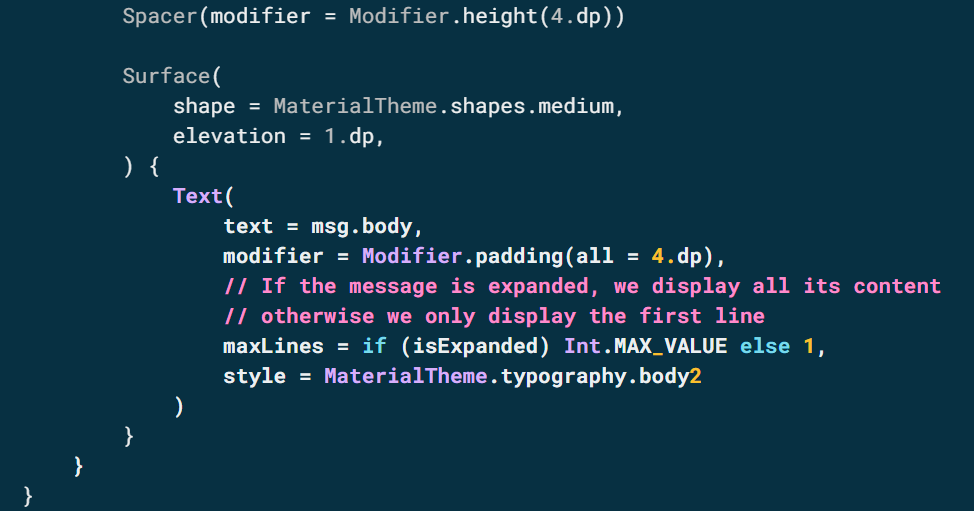 Spacer(modifier = Modifier.height(4.dp))
Surface(
shape = MaterialTheme.shapes.medium,
elevation = 1.dp,
) {
Text(
text = msg.body,
modifier = Modifier.padding(all = 4.dp),
// If the message is expanded, we display all its content
// otherwise we only display the first line
maxLines = if (isExpanded) Int.MAX_VALUE else 1,
style = MaterialTheme.typography.body2
)
}
}
}